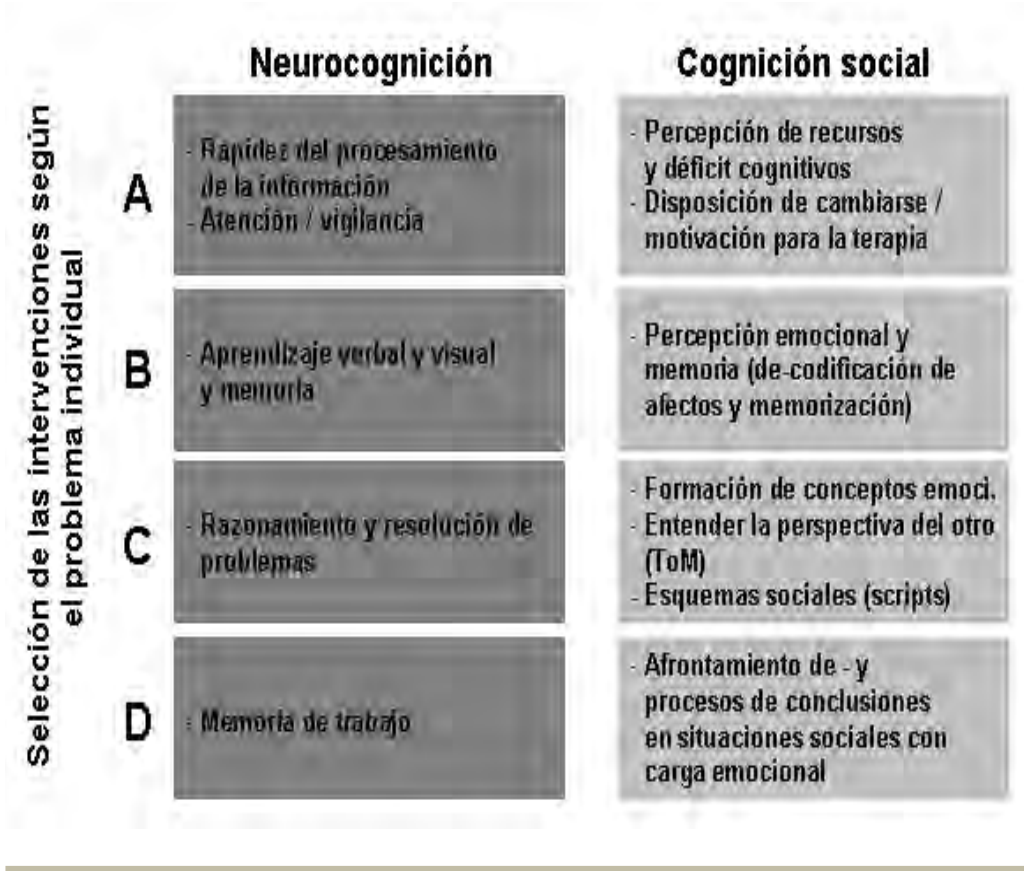 Neurocognición
Cognición social
Selección de las intervenciones según
el problema individual
A
- Rapidez del procesamiento
de la información
- Atención / vigilancia
- Percepción de recursos
y déficit cognitivos
- Disposición de cambiarse /
motivación para la terapia
B
- Aprendizaje verbal y visual
y memoria
- Percepción emocional y
memoria (de-codificación de
afectos y memorización)
C
- Razonamiento y resolución de
problemas
- Formación de conceptos emoci.
- Entender la perspectiva del otro
(ToM)
- Esquemas sociales (scripts)
D
- Memoria de trabajo
- Afrontamiento de - y
procesos de conclusiones
en situaciones sociales con
carga emocional